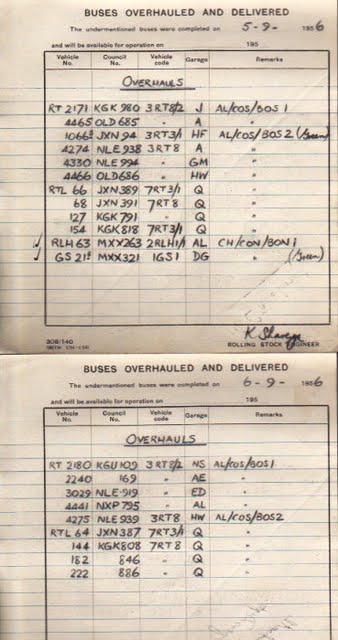 BUSES OVERHAULED AND DELIVERED
The undermentioned buses were completed on 5-9- 1956
and will be available for operation on 195
Vehicle No. Council No. Vehicle code Garage Remarks
OVERHAULS
RT 2171 KGK 980 3RT8/2 J AL/COS/BOS 1
4465 OLD 685 " A "
1066 JXN 94 3RT3/1 HF AL/COS/BOS 2 (Green)
4274 NLE 938 3RT8 A "
4330 NLE 994 " GM "
4466 OLD 686 " HW "
RTL 66 JXN 389 7RT3/1 Q "
68 JXN 391 7RT8 Q "
127 KGK 791 " Q "
154 KGK 818 7RT3/1 Q "
RLH 63 MXX 263 2RLH1/1 AL CH/CON/BON 1
GS 21 MXX 321 1GS1 DG " (Green)
308/140
ROLLING STOCK ENGINEER
BUSES OVERHAULED AND DELIVERED
The undermentioned buses were completed on 6-9- 1956
and will be available for operation on 195
Vehicle No. Council No. Vehicle code Garage Remarks
OVERHAULS
RT 2180 KGU 109 3RT8/2 NS AL/COS/BOS1
2240 169 " AE "
3029 NLE 919 " ED "
4441 NXP 795 " AL "
4275 NLE 939 3RT8 HW AL/COS/BOS2
RTL 64 JXN 387 7RT3/1 Q "
144 KGK 808 7RT8 Q "
182 846 " Q "
222 886 " Q "